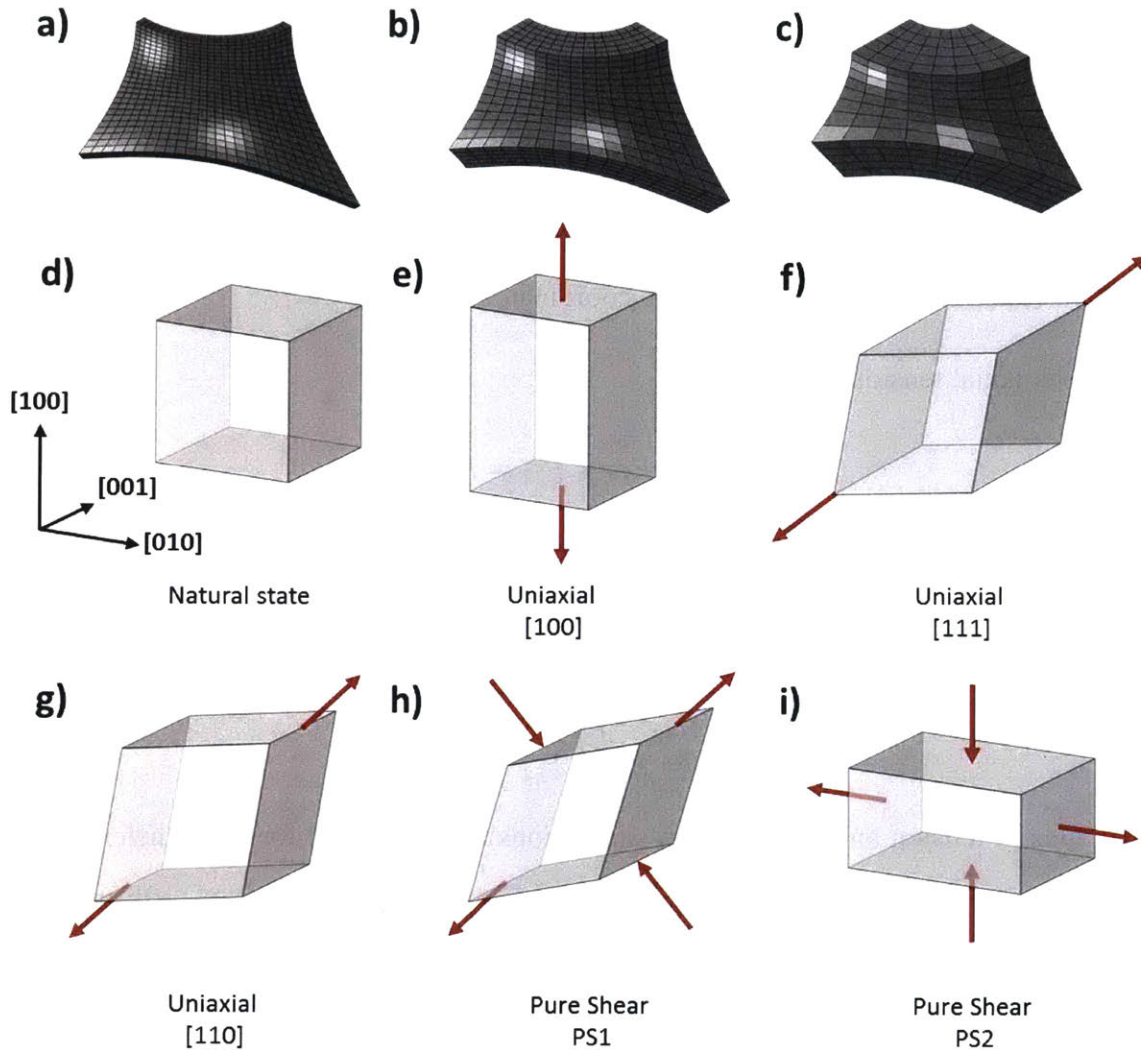 a)
b)
c)
d)
e)
f)
[100]
[001]
[010]
Natural state
Uniaxial
[100]
Uniaxial
[111]
g)
h)
i)
Uniaxial
[110]
Pure Shear
PS1
Pure Shear
PS2